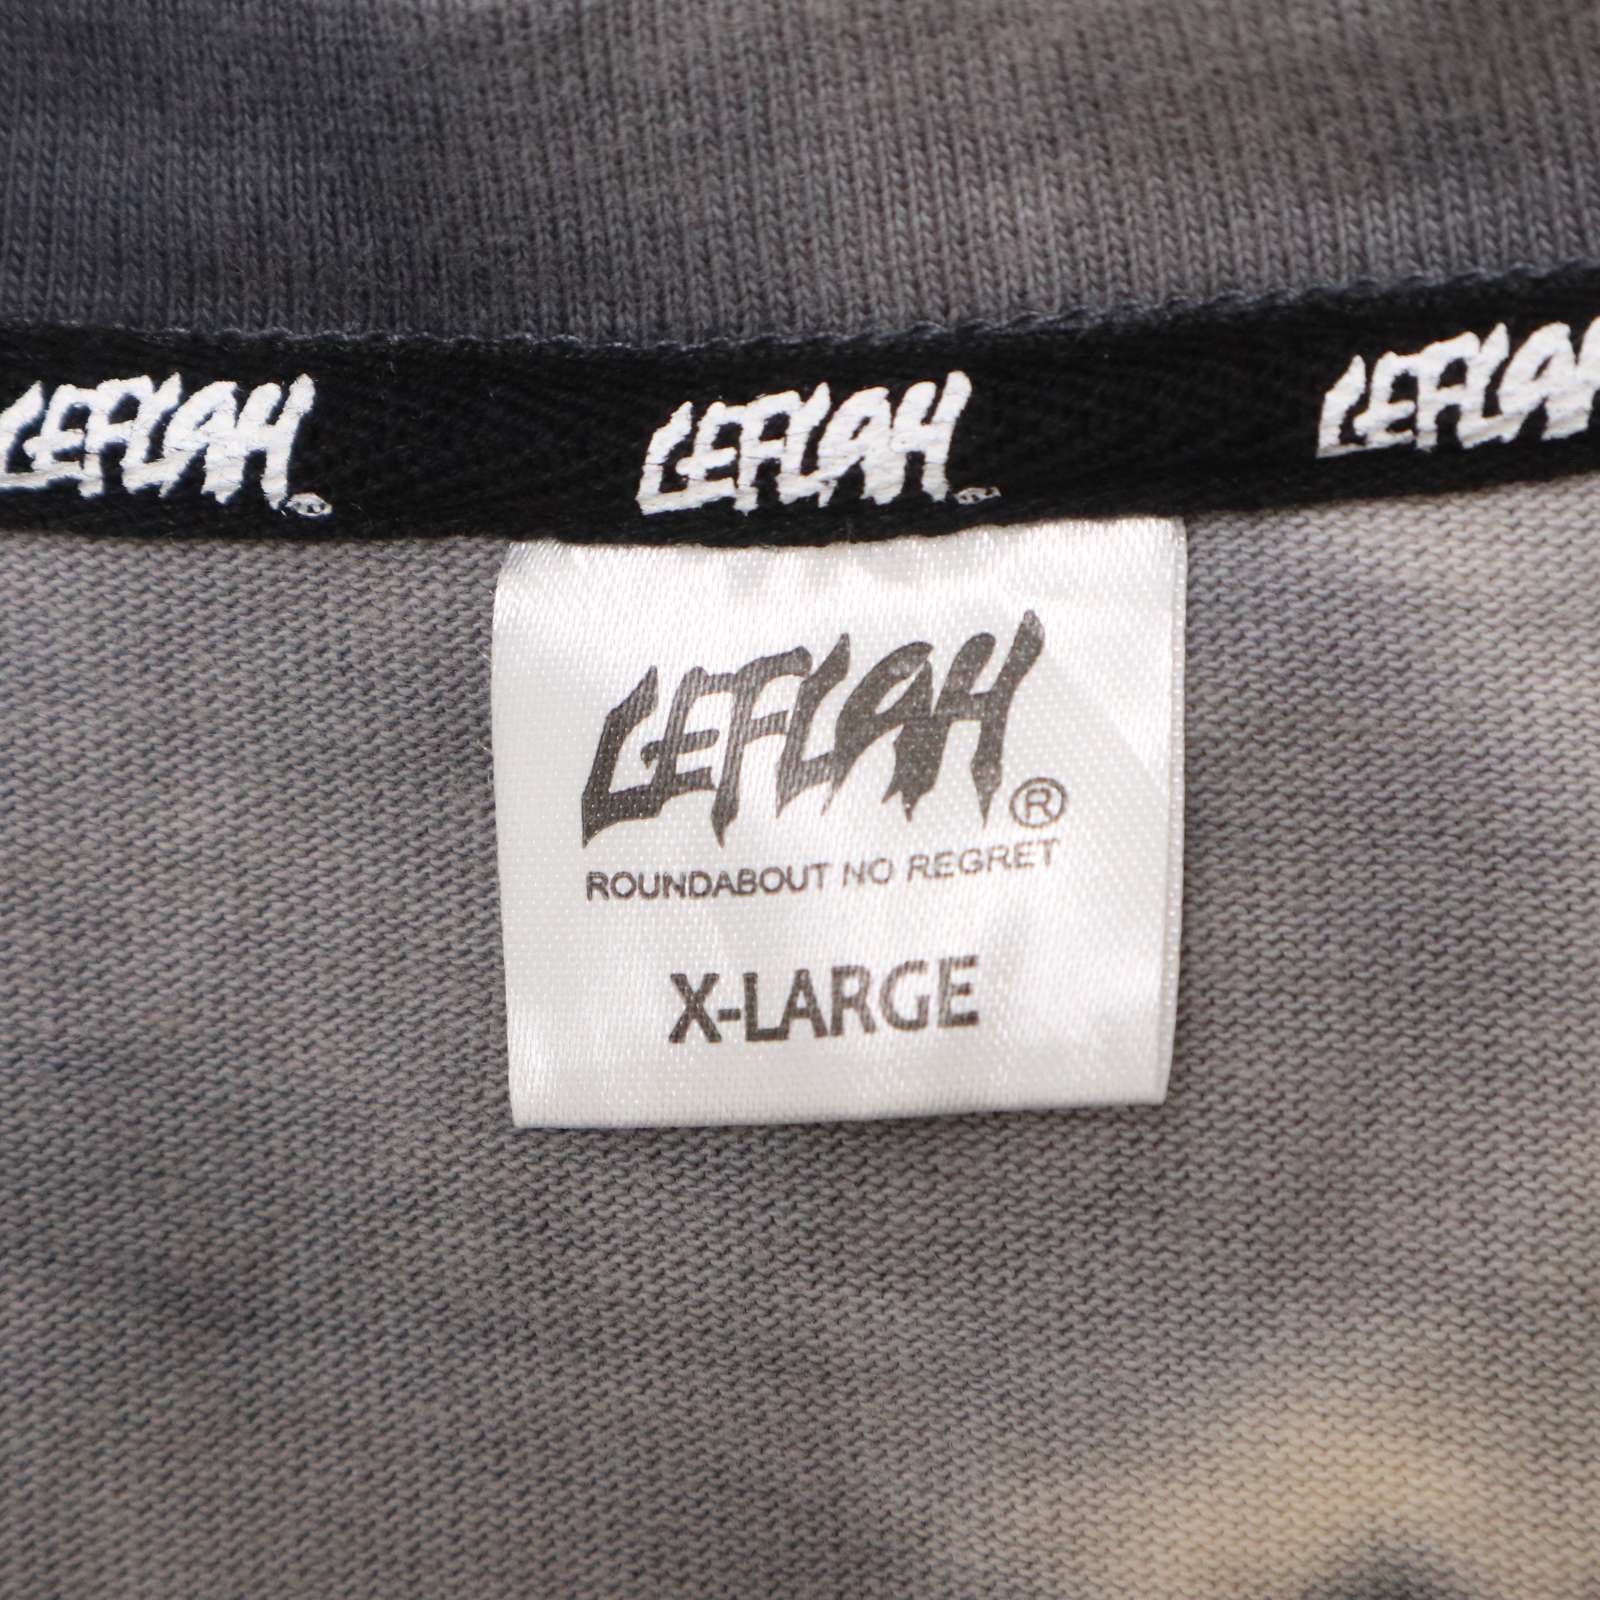 LEFLAH®
LEFLAH®
LEFLAH
LEFLAH®
ROUNDABOUT NO REGRET
X-LARGE